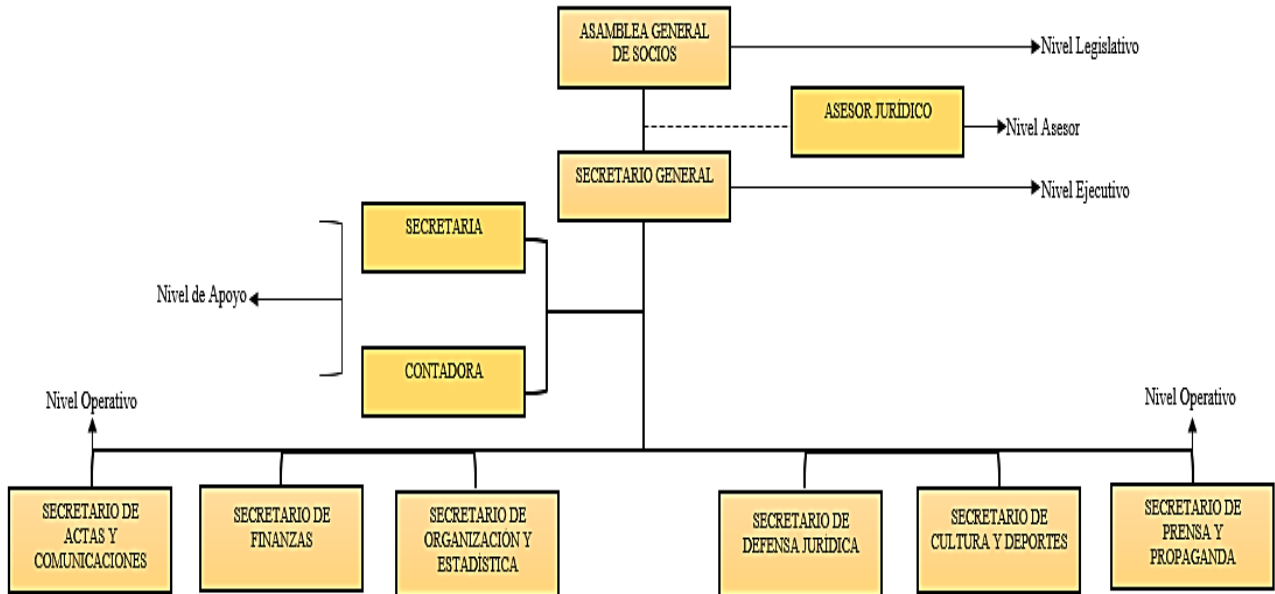 ASAMBLEA GENERAL
DE SOCIOS
Nivel Legislativo
ASESOR JURÍDICO
Nivel Asesor
SECRETARIO GENERAL
Nivel Ejecutivo
SECRETARIA
Nivel de Apoyo
CONTADORA
Nivel Operativo
Nivel Operativo
SECRETARIO DE
ACTAS Y
COMUNICACIONES
SECRETARIO DE
FINANZAS
SECRETARIO DE
ORGANIZACIÓN Y
ESTADÍSTICA
SECRETARIO DE
DEFENSA JURÍDICA
SECRETARIO DE
CULTURA Y DEPORTES
SECRETARIO DE
PRENSA Y
PROPAGANDA